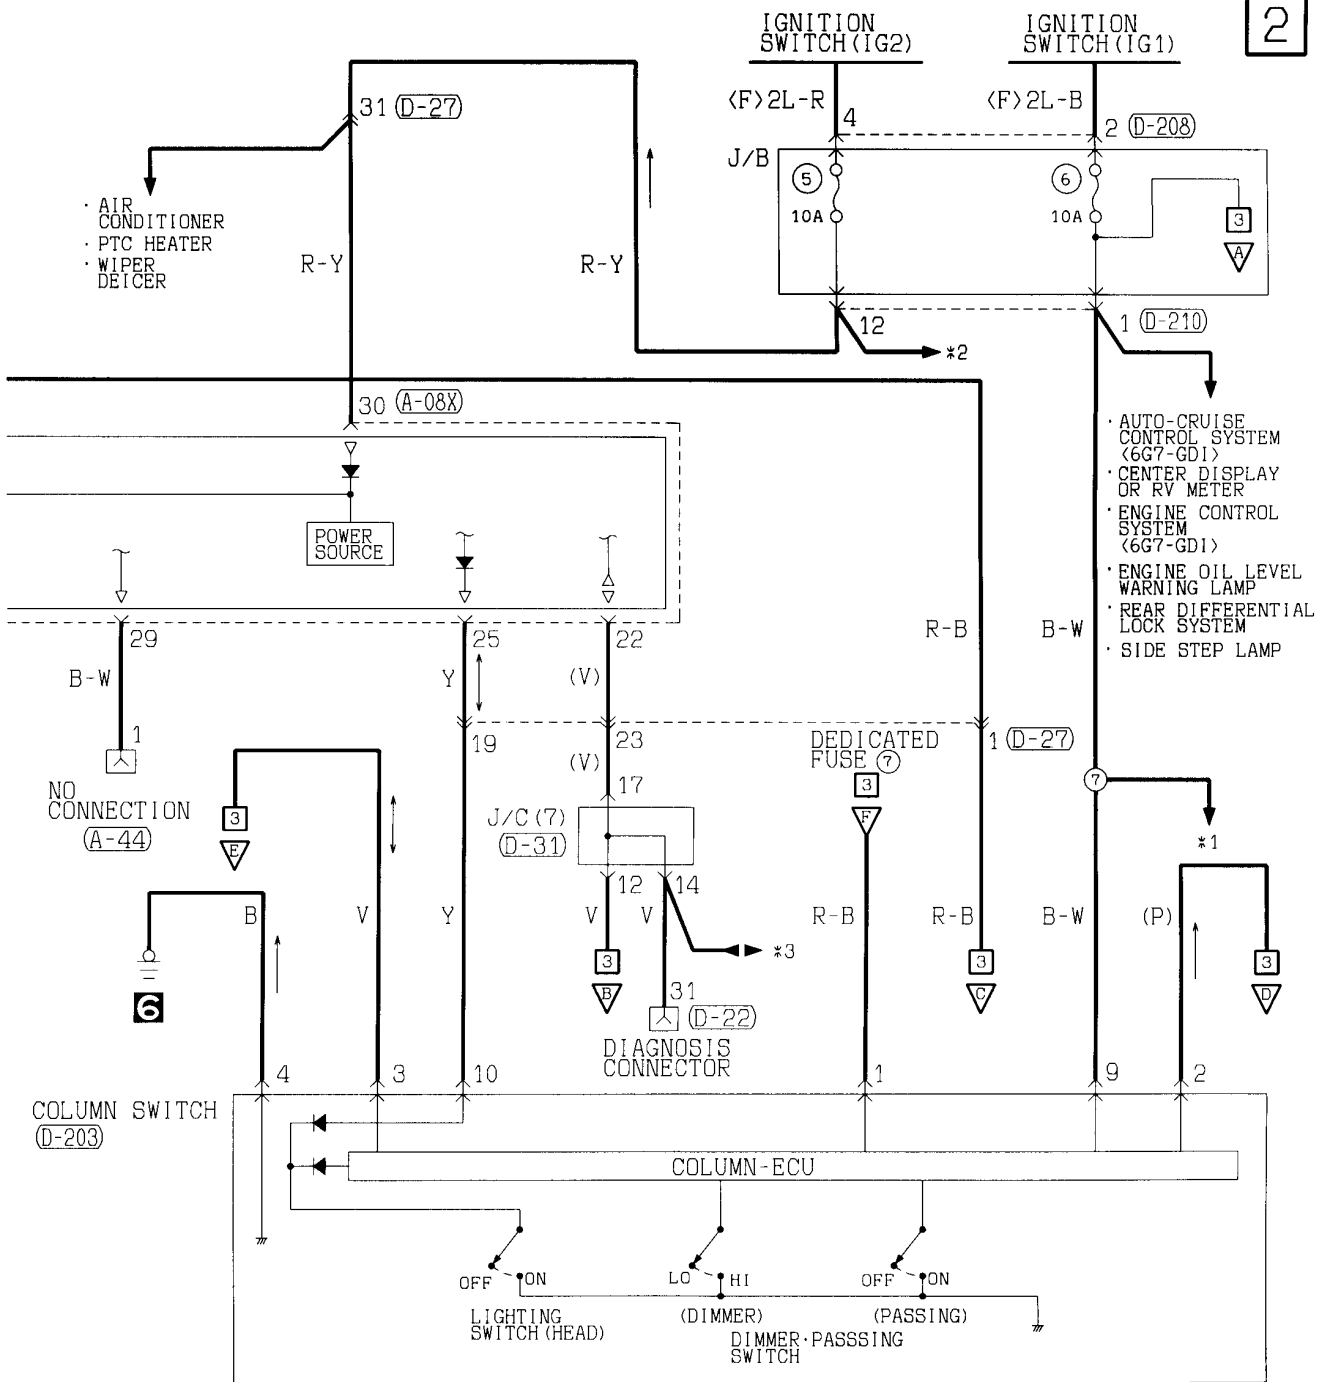 2
IGNITION
SWITCH(IG2)
IGNITION
SWITCH(IG1)
<F>2L-R
<F>2L-B
4
2 (D-208)
31 (D-27)
J/B
5
10A
6
10A
3
A
· AIR
CONDITIONER
· PTC HEATER
· WIPER
DEICER
R-Y
R-Y
12
*2
1 (D-210)
30 (A-08X)
· AUTO-CRUISE
CONTROL SYSTEM
<6G7-GDI>
· CENTER DISPLAY
OR RV METER
· ENGINE CONTROL
SYSTEM
<6G7-GDI>
· ENGINE OIL LEVEL
WARNING LAMP
· REAR DIFFERENTIAL
LOCK SYSTEM
· SIDE STEP LAMP
POWER
SOURCE
29
25
22
B-W
Y
(V)
R-B
B-W
1
19
23
1 (D-27)
NO
CONNECTION
(A-44)
3
E
(V)
17
DEDICATED
FUSE 7
3
F
7
*1
J/C(7)
(D-31)
12
14
B
V
Y
V
V
R-B
R-B
B-W
(P)
*3
6
3
B
31
(D-22)
3
C
3
D
DIAGNOSIS
CONNECTOR
4
3
10
1
9
2
COLUMN SWITCH
(D-203)
COLUMN-ECU
OFF
ON
LO
HI
OFF
ON
LIGHTING
SWITCH(HEAD)
(DIMMER)
(PASSING)
DIMMER·PASSSING
SWITCH